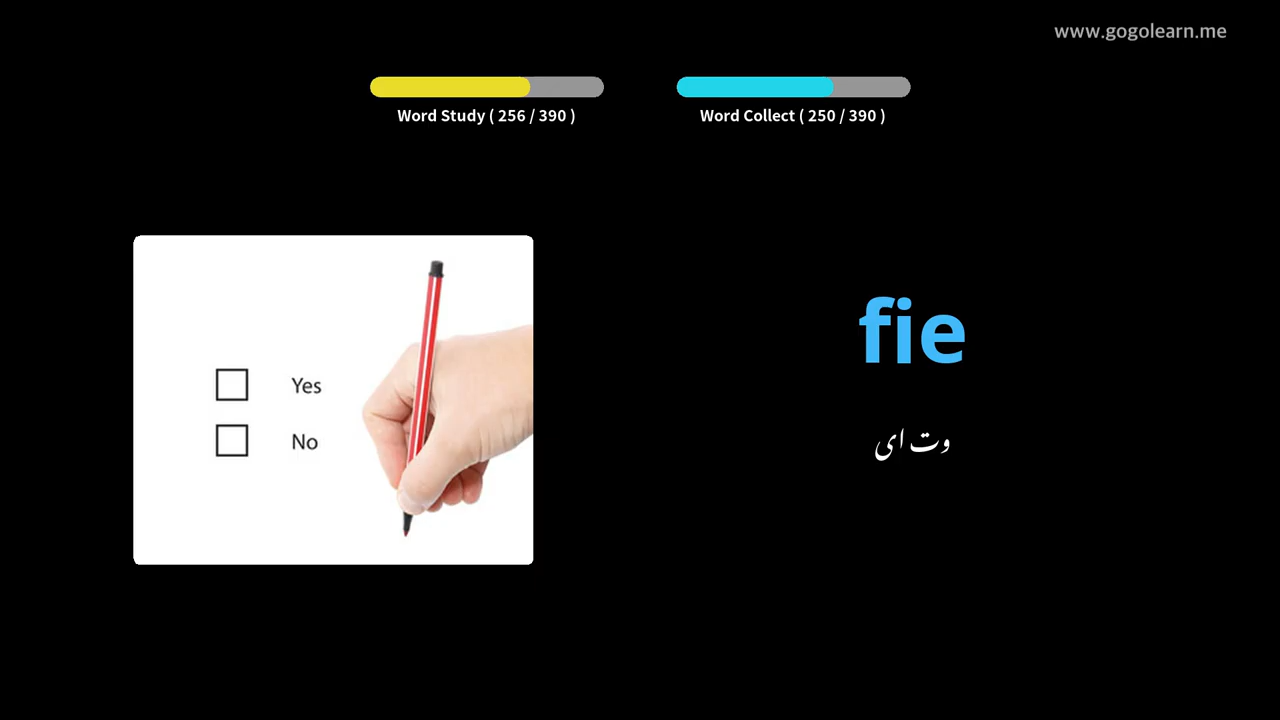 www.gogolearn.me
Word Study ( 256 / 390 )
Word Collect ( 250 / 390 )
Yes
No
fie
وت ای